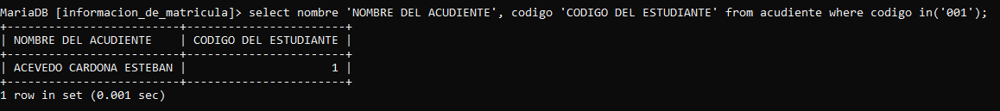 MariaDB [informacion_de_matricula]> select nombre 'NOMBRE DEL ACUDIENTE', codigo 'CODIGO DEL ESTUDIANTE' from acudiente where codigo in('001');
+-------------------------+-----------------------+
| NOMBRE DEL ACUDIENTE    | CODIGO DEL ESTUDIANTE |
+-------------------------+-----------------------+
| ACEVEDO CARDONA ESTEBAN |                     1 |
+-------------------------+-----------------------+
1 row in set (0.001 sec)